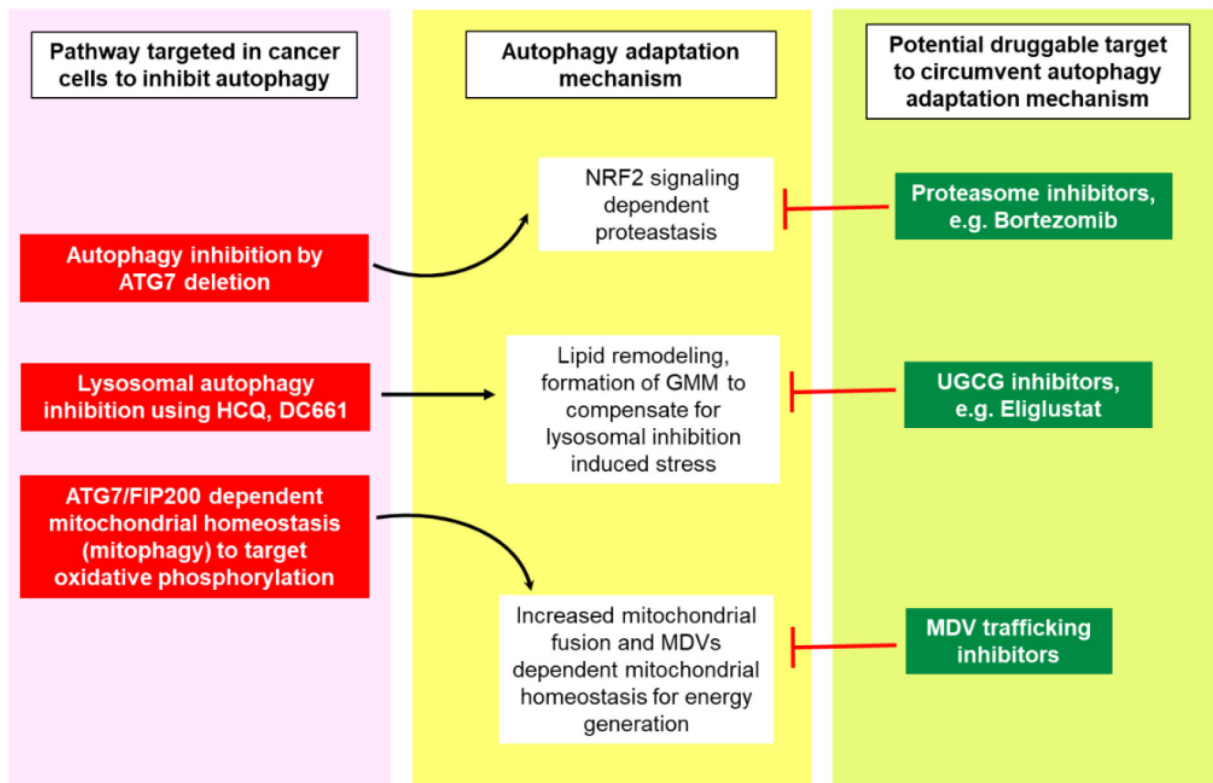 Pathway targeted in cancer
cells to inhibit autophagy
Autophagy inhibition by
ATG7 deletion
Lysosomal autophagy
inhibition using HCQ, DC661
ATG7/FIP200 dependent
mitochondrial homeostasis
(mitophagy) to target
oxidative phosphorylation
Autophagy adaptation
mechanism
NRF2 signaling
dependent
proteastasis
Lipid remodeling,
formation of GMM to
compensate for
lysosomal inhibition
induced stress
Increased mitochondrial
fusion and MDVs
dependent mitochondrial
homeostasis for energy
generation
Potential druggable target
to circumvent autophagy
adaptation mechanism
Proteasome inhibitors,
e.g. Bortezomib
UGCG inhibitors,
e.g. Eliglustat
MDV trafficking
inhibitors